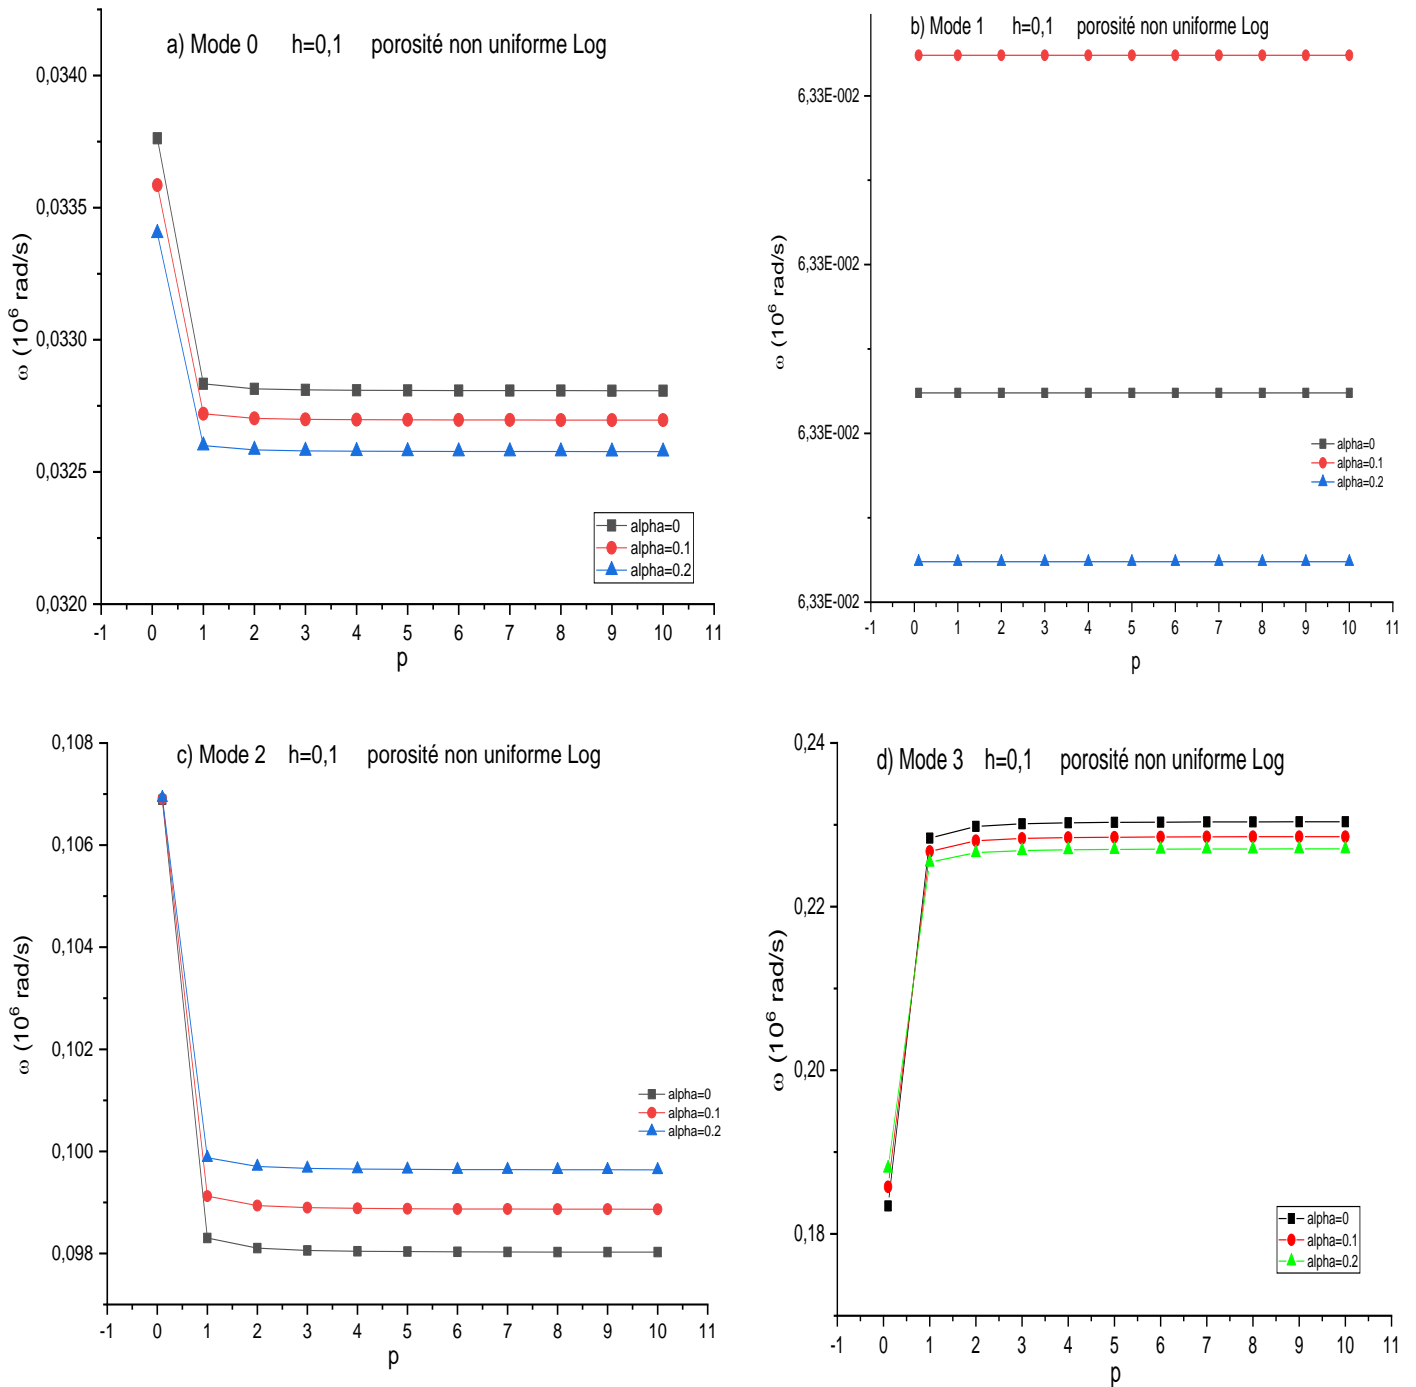 a) Mode 0 h=0,1 porosité non uniforme Log
0,0340
0,0335
0,0330
0,0325
0,0320
ω (10⁶ rad/s)
alpha=0
alpha=0.1
alpha=0.2
-1 0 1 2 3 4 5 6 7 8 9 10 11
p
b) Mode 1 h=0,1 porosité non uniforme Log
6,33E-002
6,33E-002
6,33E-002
6,33E-002
ω (10⁶ rad/s)
alpha=0
alpha=0.1
alpha=0.2
-1 0 1 2 3 4 5 6 7 8 9 10 11
p
c) Mode 2 h=0,1 porosité non uniforme Log
0,108
0,106
0,104
0,102
0,100
0,098
ω (10⁶ rad/s)
alpha=0
alpha=0.1
alpha=0.2
-1 0 1 2 3 4 5 6 7 8 9 10 11
p
d) Mode 3 h=0,1 porosité non uniforme Log
0,24
0,22
0,20
0,18
ω (10⁶ rad/s)
alpha=0
alpha=0.1
alpha=0.2
-1 0 1 2 3 4 5 6 7 8 9 10 11
p